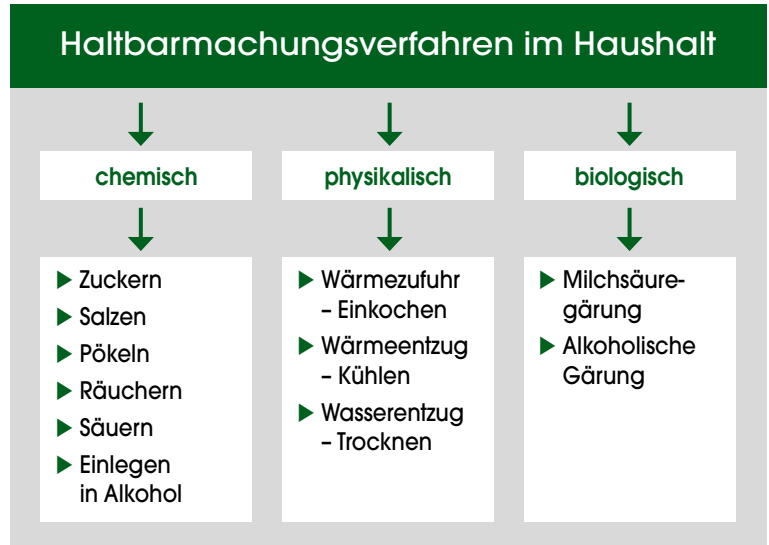 Haltbarmachungsverfahren im Haushalt
chemisch
▶ Zuckern
▶ Salzen
▶ Pökeln
▶ Räuchern
▶ Säuern
▶ Einlegen
in Alkohol
physikalisch
▶ Wärmezufuhr
– Einkochen
▶ Wärmeentzug
– Kühlen
▶ Wasserentzug
– Trocknen
biologisch
▶ Milchsäure-
gärung
▶ Alkoholische
Gärung